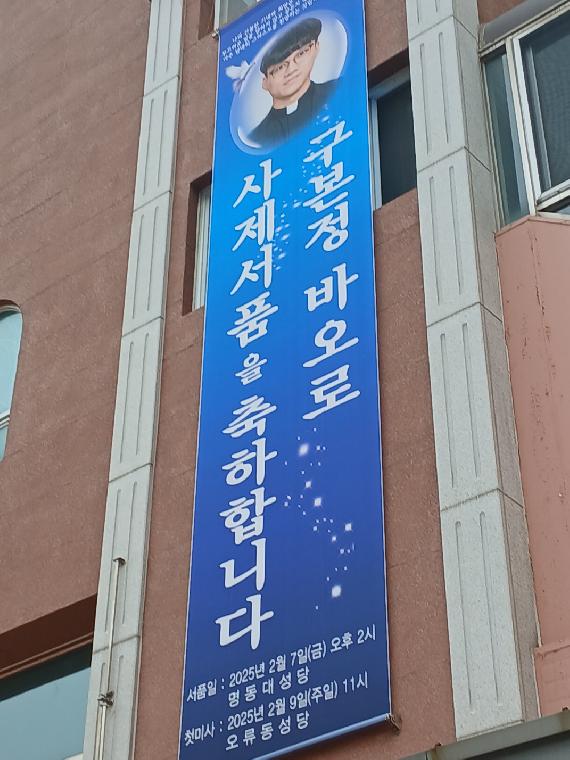 구본정 바오로
사제서품을 축하합니다
서품일 : 2025년 2월 7일(금) 오후 2시
명동대성당
첫미사 : 2025년 2월 9일(주일) 11시
오류동성당